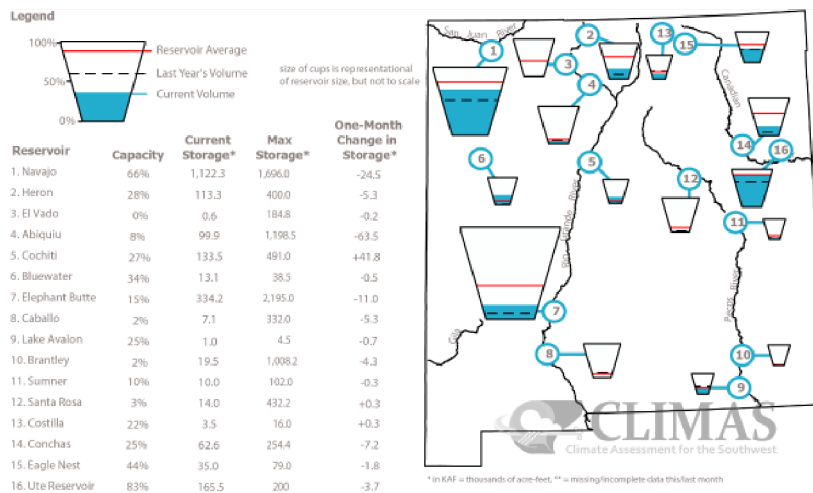 Legend
100%
50%
0%
Reservoir Average
Last Year's Volume
Current Volume
size of cups is representational
of reservoir size, but not to scale
Reservoir Capacity Current Storage* Max Storage* One-Month Change in Storage*
1. Navajo 66% 1,122.3 1,696.0 -24.5
2. Heron 28% 113.3 400.0 -5.3
3. El Vado 0% 0.6 184.8 -0.2
4. Abiquiu 8% 99.9 1,198.5 -63.5
5. Cochiti 27% 133.5 491.0 +41.8
6. Bluewater 34% 13.1 38.5 -0.5
7. Elephant Butte 15% 334.2 2,195.0 -11.0
8. Caballo 2% 7.1 332.0 -5.3
9. Lake Avalon 25% 1.0 4.5 -0.7
10. Brantley 2% 19.5 1,008.2 -4.3
11. Sumner 10% 10.0 102.0 -0.3
12. Santa Rosa 3% 14.0 432.2 +0.3
13. Costilla 22% 3.5 16.0 +0.3
14. Conchas 25% 62.6 254.4 -7.2
15. Eagle Nest 44% 35.0 79.0 -1.8
16. Ute Reservoir 83% 165.5 200 -3.7
San Juan River
1
2
3
4
13
15
Canadian
14
16
6
5
12
11
Rio Grande River
Pecos River
Gila
7
8
10
9
CLIMAS
Climate Assessment for the Southwest
* in KAF = thousands of acre-feet, ** = missing/incomplete data this/last month